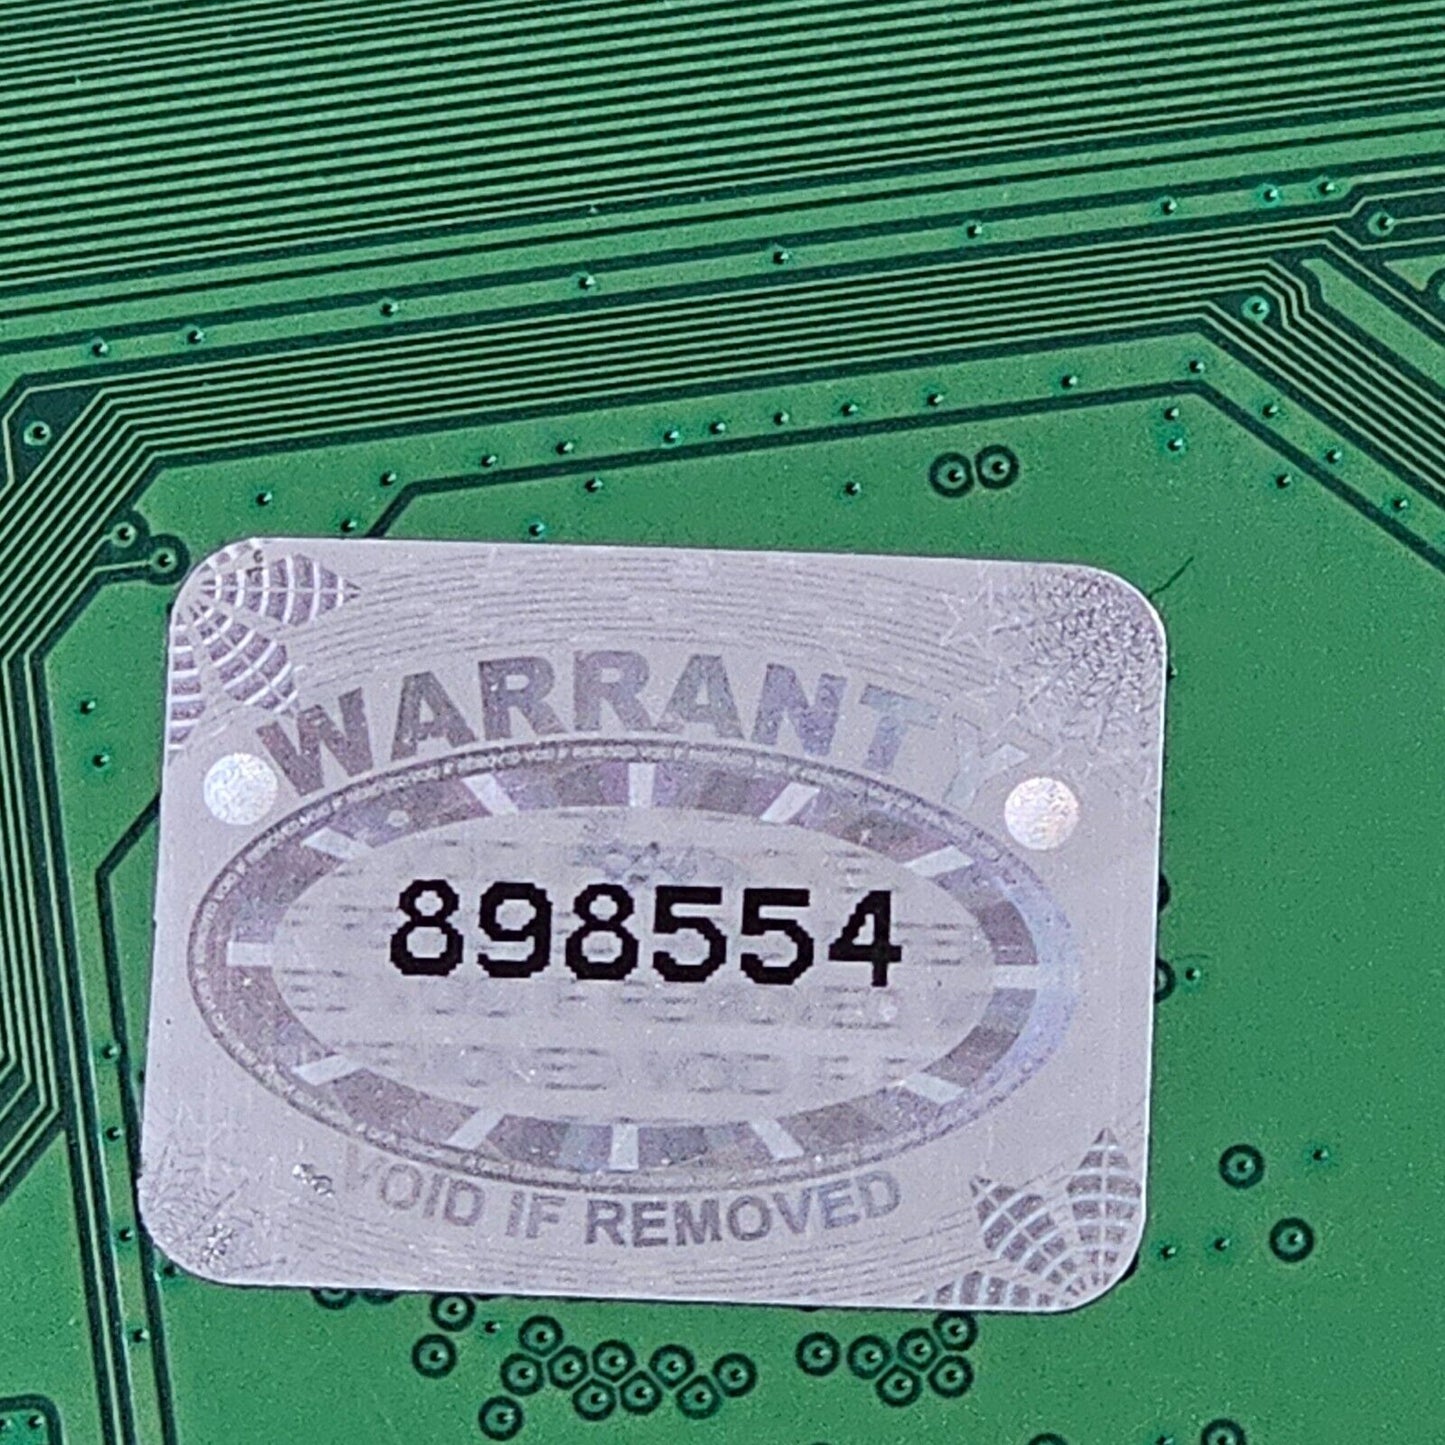 WARRANTY
898554
VOID IF REMOVED